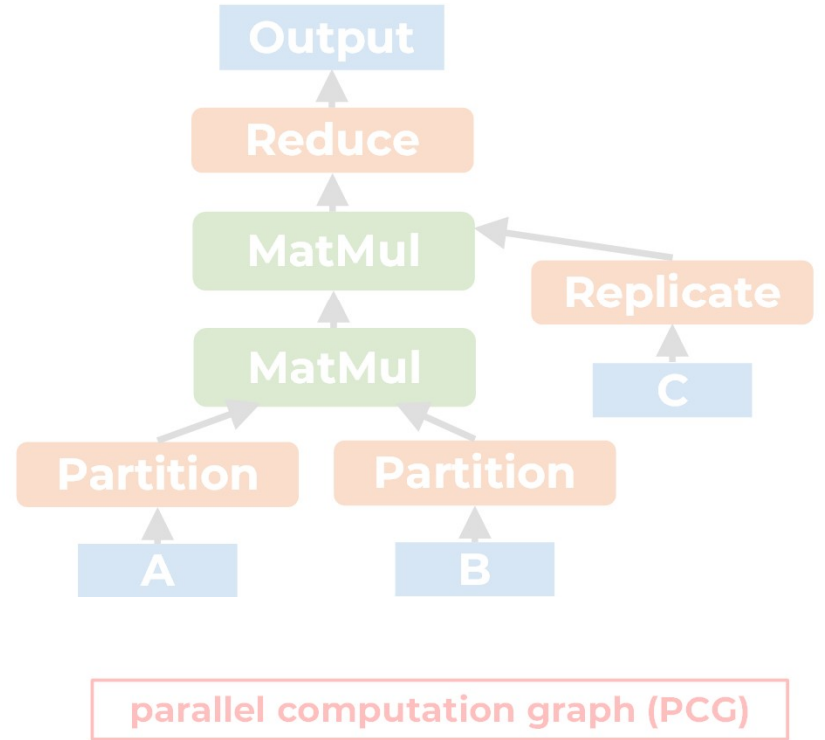 Output
Reduce
MatMul
Replicate
MatMul
C
Partition
Partition
A
B
parallel computation graph (PCG)